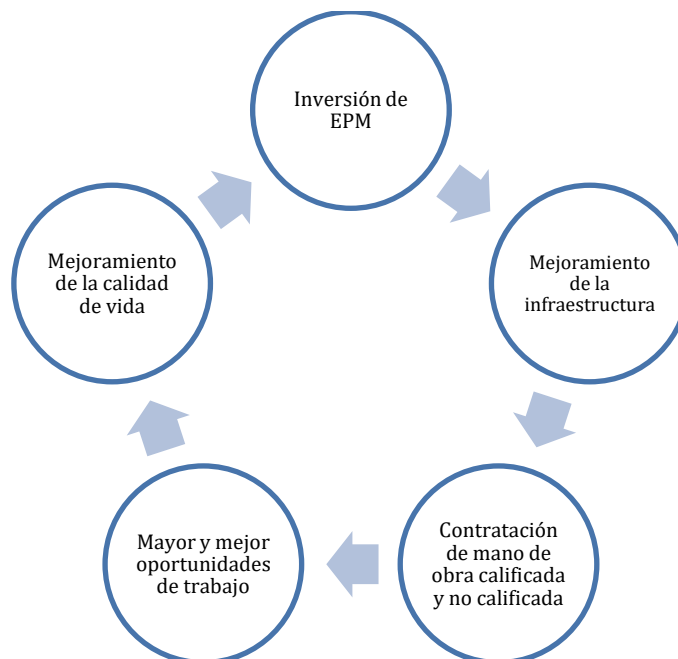 Inversión de
EPM
Mejoramiento
de la
infraestructura
Contratación
de mano de
obra calificada
y no calificada
Mayor y mejor
oportunidades
de trabajo
Mejoramiento
de la calidad
de vida